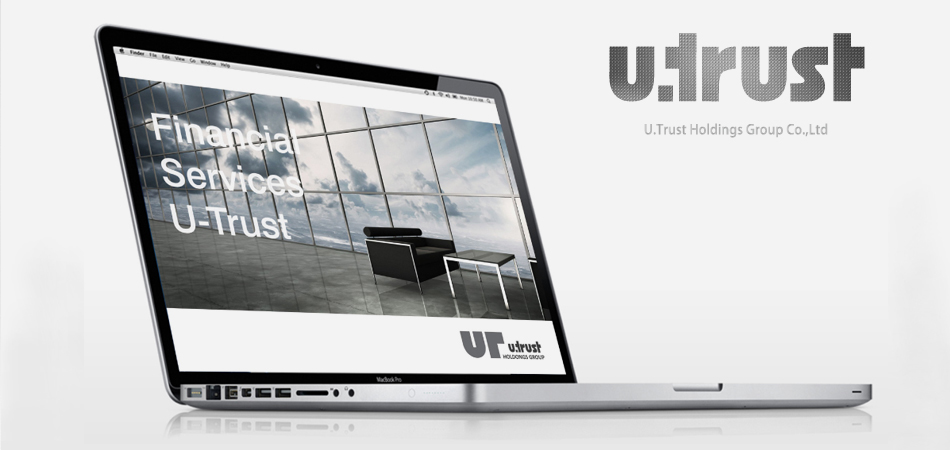 u.trust
U.Trust Holdings Group Co.,Ltd
Finder File Edit View Go Window Help
Financial
Services
U-Trust
UT u.trust
HOLDINGS GROUP
MacBook Pro